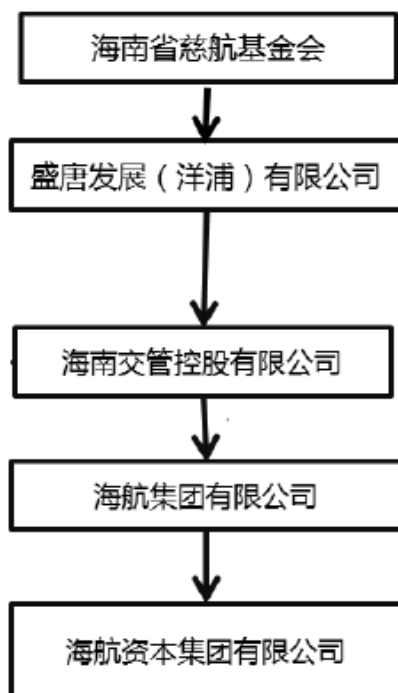 海南省慈航基金会
盛唐发展（洋浦）有限公司
海南交管控股有限公司
海航集团有限公司
海航资本集团有限公司